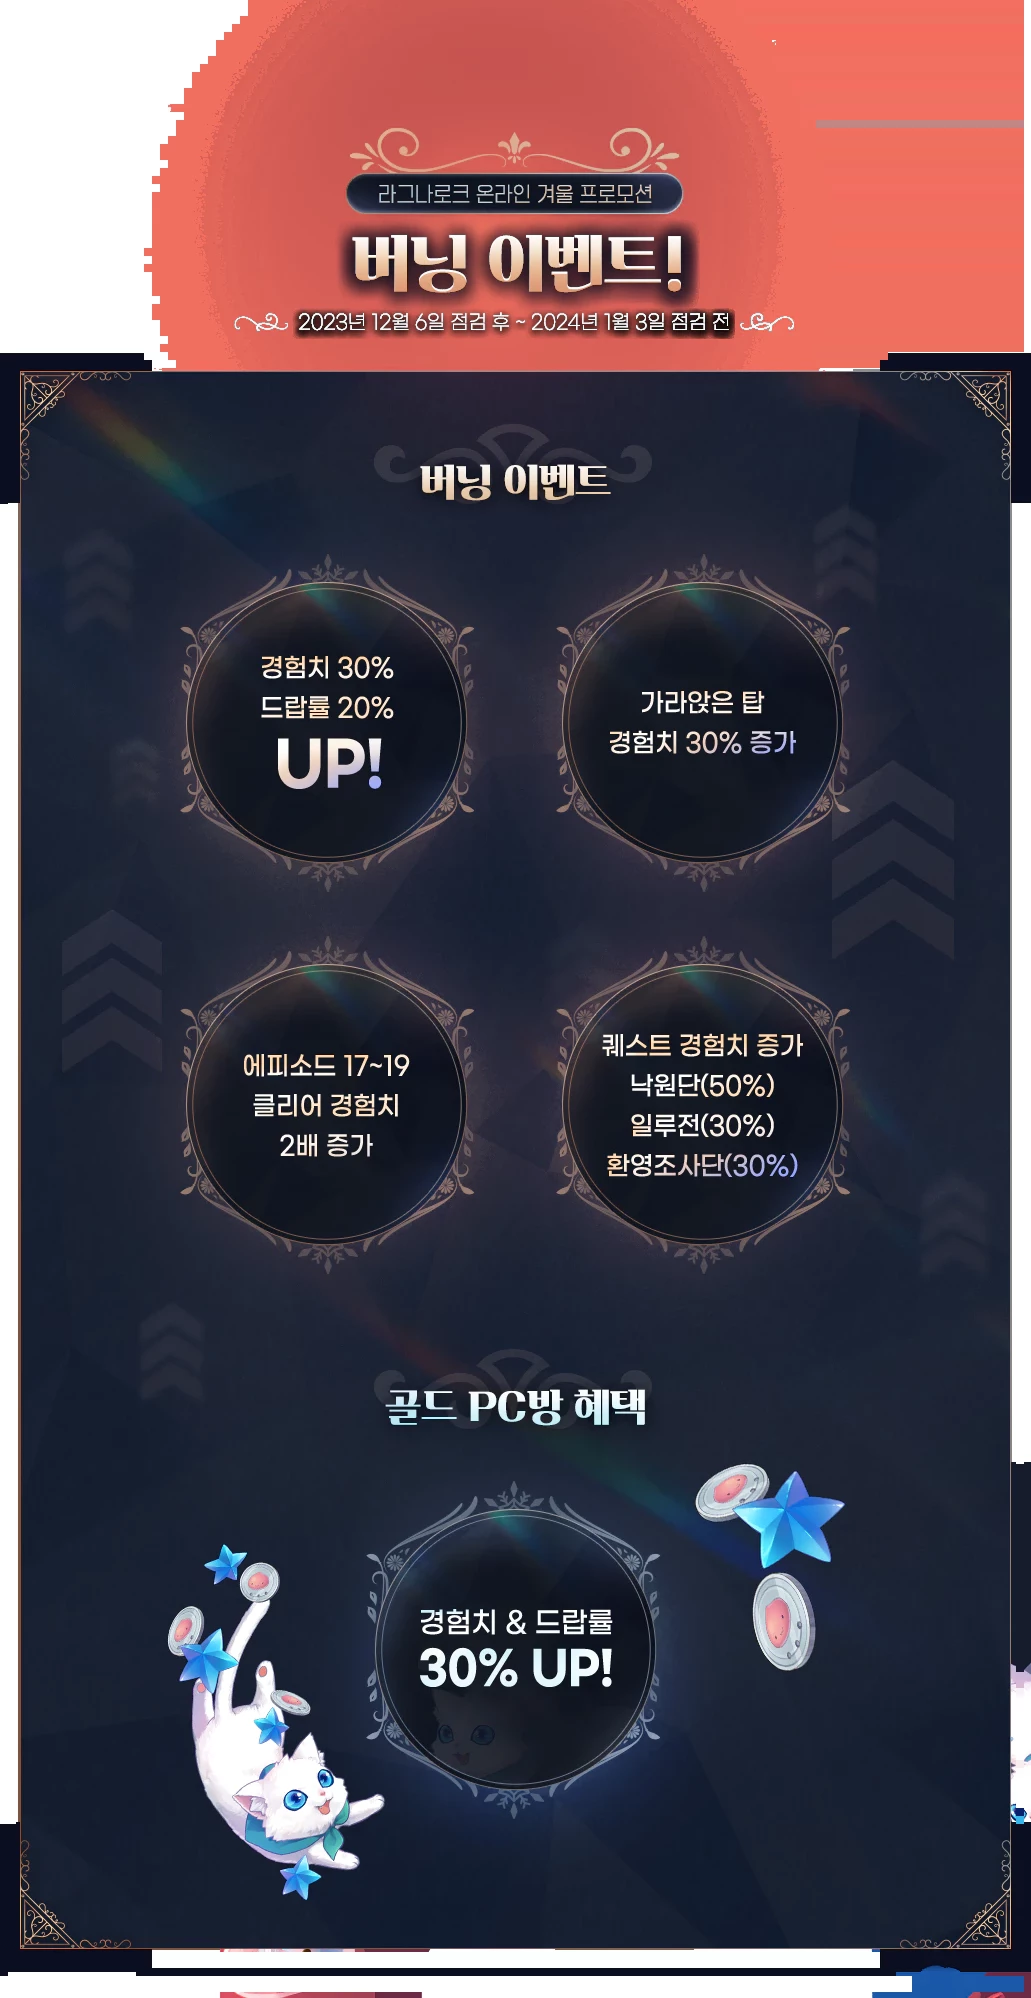 라그나로크 온라인 겨울 프로모션
버닝 이벤트!
2023년 12월 6일 점검 후 ~ 2024년 1월 3일 점검 전
버닝 이벤트
경험치 30%
드랍률 20%
UP!
가라앉은 탑
경험치 30% 증가
에피소드 17~19
클리어 경험치
2배 증가
퀘스트 경험치 증가
낙원단(50%)
일루전(30%)
환영조사단(30%)
골드 PC방 혜택
경험치 & 드랍률
30% UP!